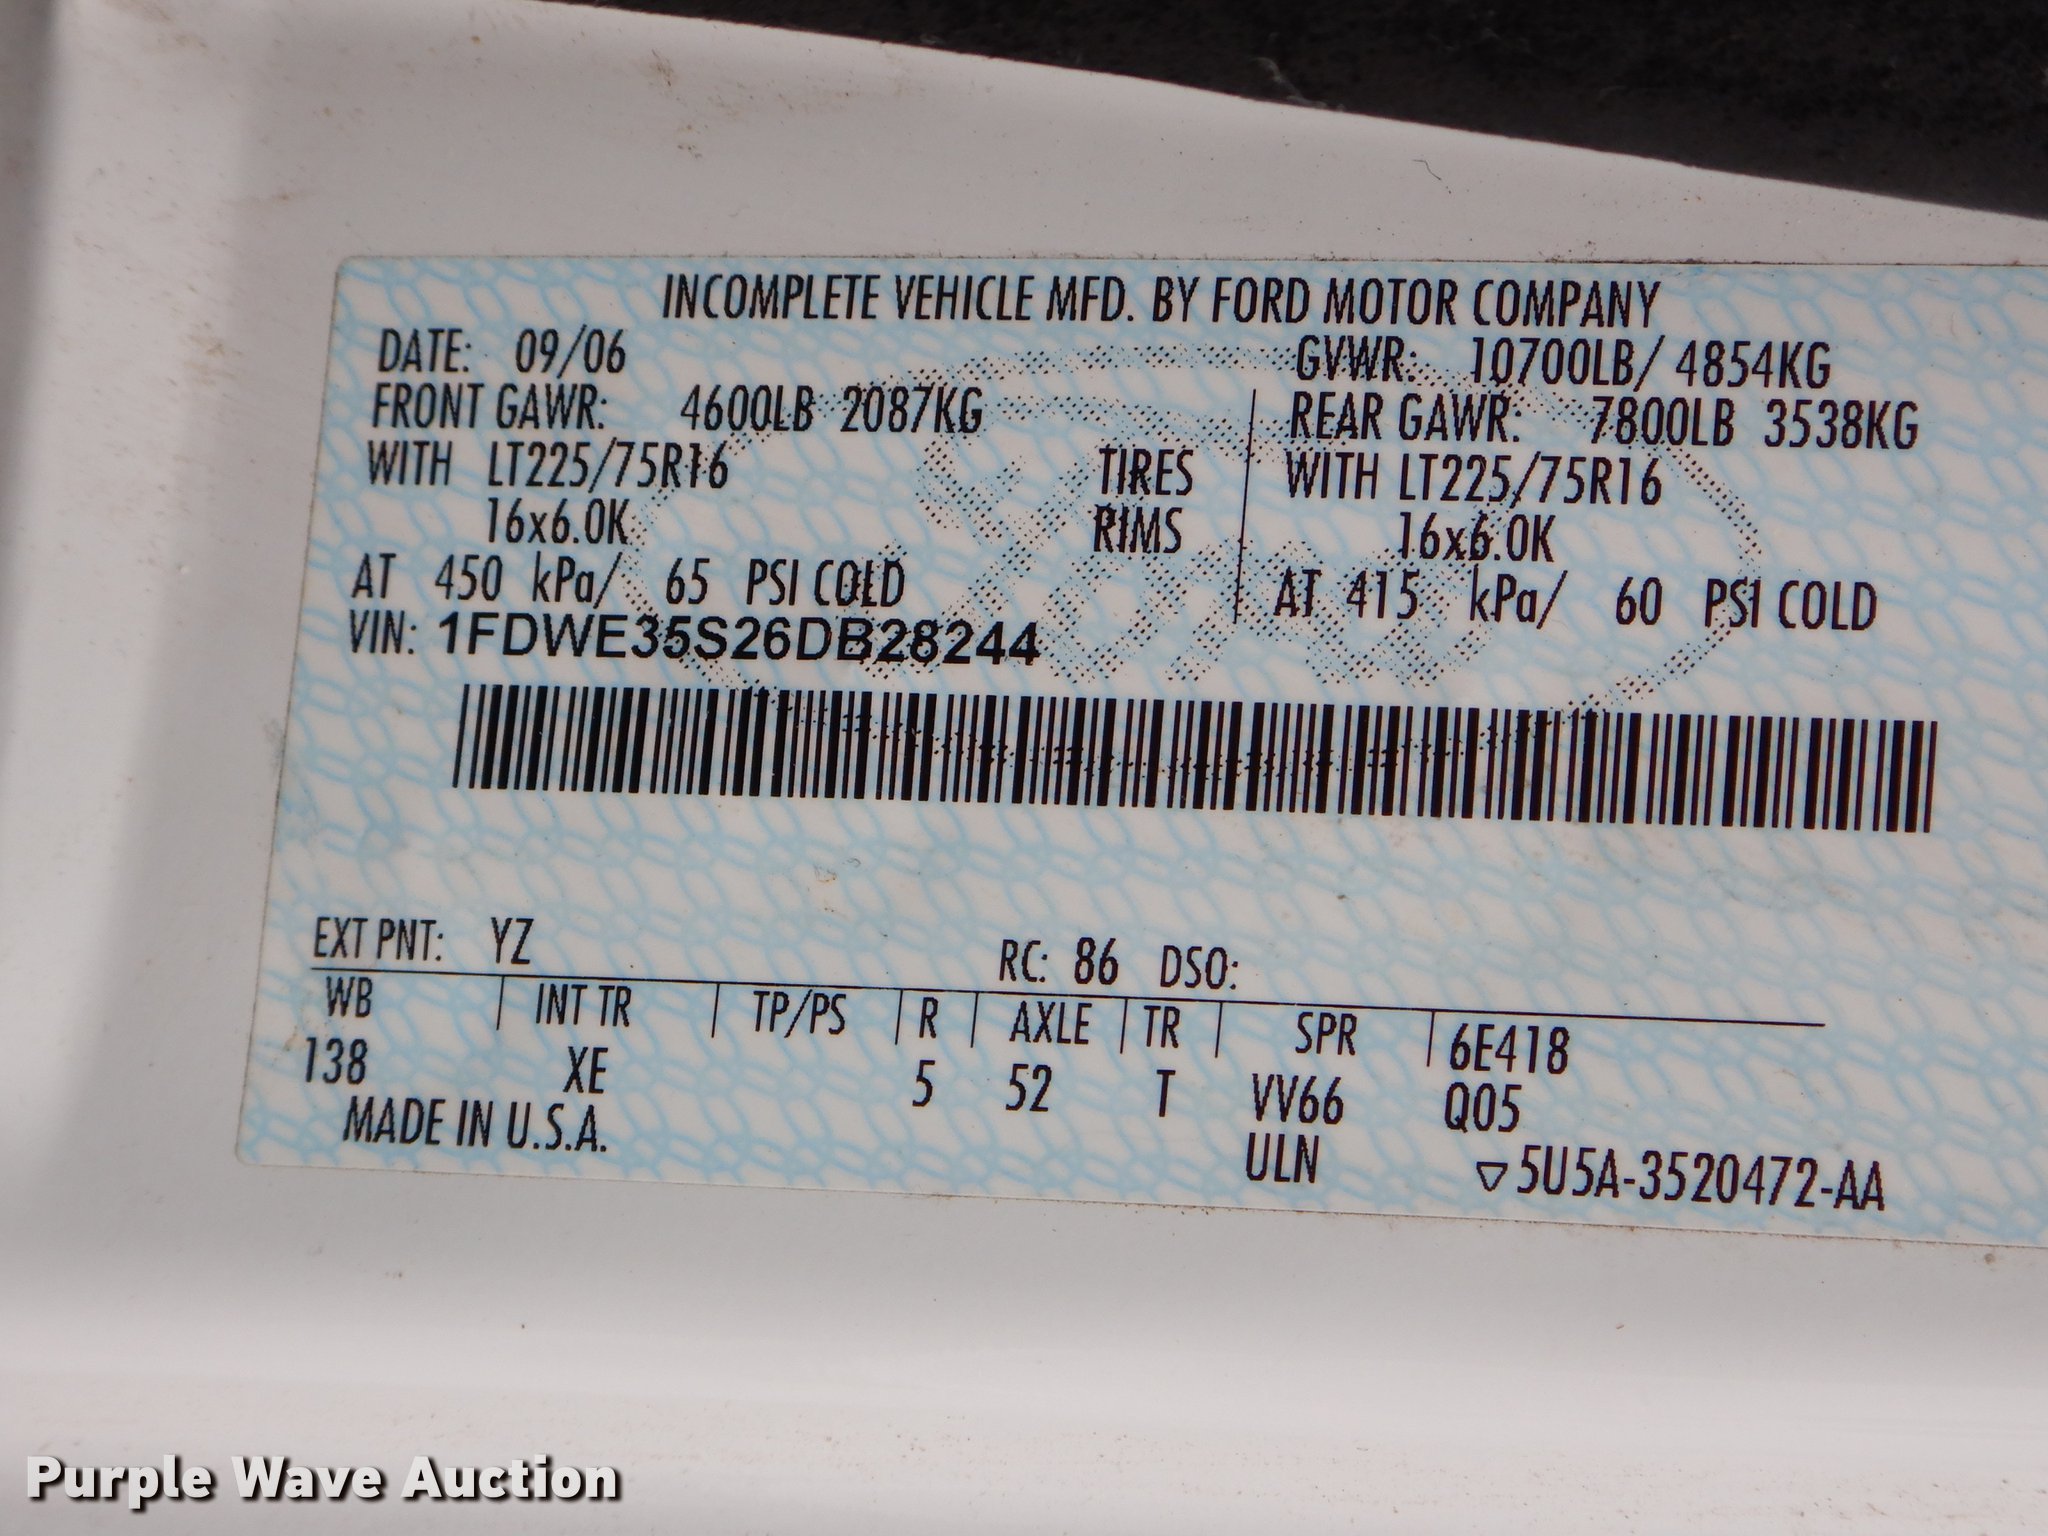 INCOMPLETE VEHICLE MFD. BY FORD MOTOR COMPANY
DATE: 09/06 GVWR: 10700LB/ 4854KG
FRONT GAWR: 4600LB 2087KG REAR GAWR: 7800LB 3538KG
WITH LT225/75R16 TIRES WITH LT225/75R16
16x6.0K RIMS 16x6.0K
AT 450 kPa/ 65 PSI COLD AT 415 kPa/ 60 PSI COLD
VIN: 1FDWE35S26DB28244
EXT PNT: YZ RC: 86 DSO:
WB INT TR TP/PS R AXLE TR SPR 6E418
138 XE 5 52 T VV66 Q05
MADE IN U.S.A. ULN ▽5U5A-3520472-AA
Purple Wave Auction